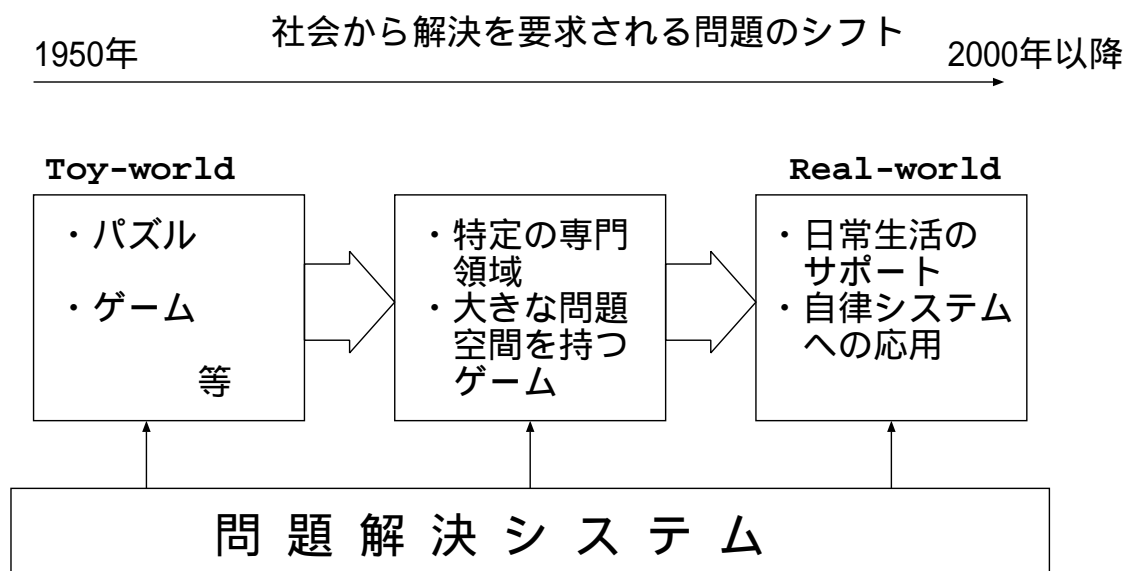 社会から解決を要求される問題のシフト
1950年
2000年以降
Toy-world
・パズル
・ゲーム
等
・特定の専門
領域
・大きな問題
空間を持つ
ゲーム
Real-world
・日常生活の
サポート
・自律システム
への応用
問題解決システム